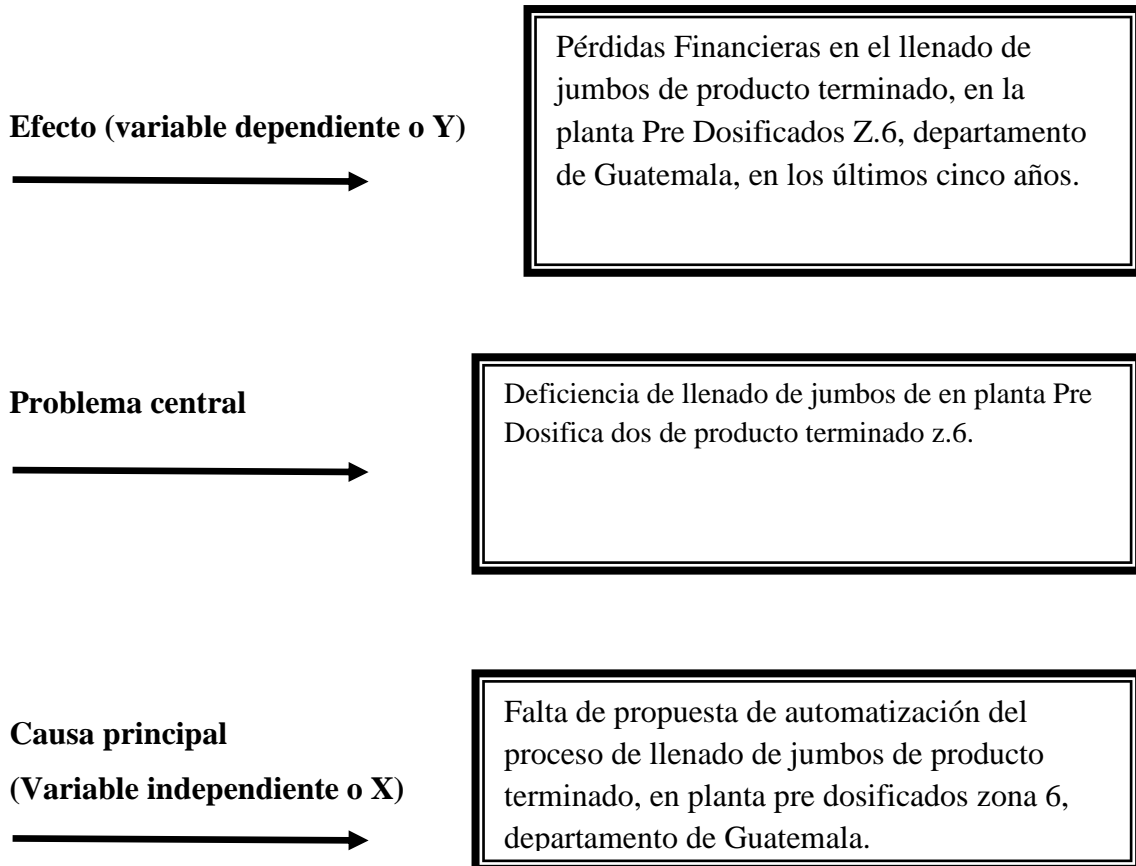 Efecto (variable dependiente o Y)
Pérdidas Financieras en el llenado de
jumbos de producto terminado, en la
planta Pre Dosificados Z.6, departamento
de Guatemala, en los últimos cinco años.
Problema central
Deficiencia de llenado de jumbos de en planta Pre
Dosifica dos de producto terminado z.6.
Causa principal
(Variable independiente o X)
Falta de propuesta de automatización del
proceso de llenado de jumbos de producto
terminado, en planta pre dosificados zona 6,
departamento de Guatemala.